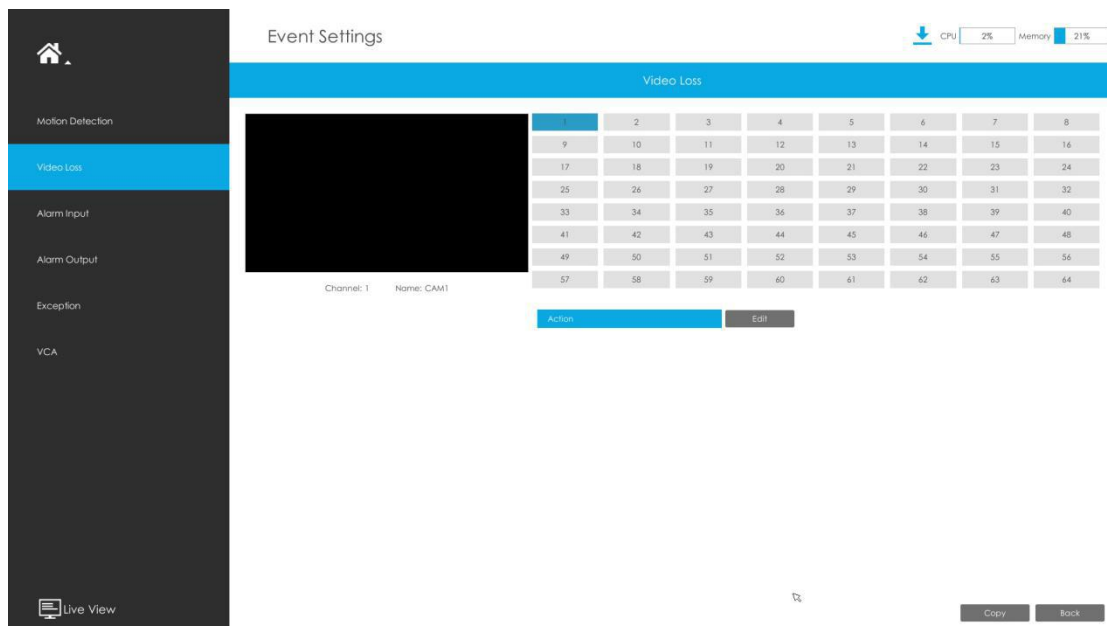 Event Settings
CPU 2% Memory 21%
Video Loss
Motion Detection
Video Loss
Alarm Input
Alarm Output
Exception
VCA
Live View
1 2 3 4 5 6 7 8
9 10 11 12 13 14 15 16
17 18 19 20 21 22 23 24
25 26 27 28 29 30 31 32
33 34 35 36 37 38 39 40
41 42 43 44 45 46 47 48
49 50 51 52 53 54 55 56
57 58 59 60 61 62 63 64
Channel: 1 Name: CAM1
Action Edit
Copy Back